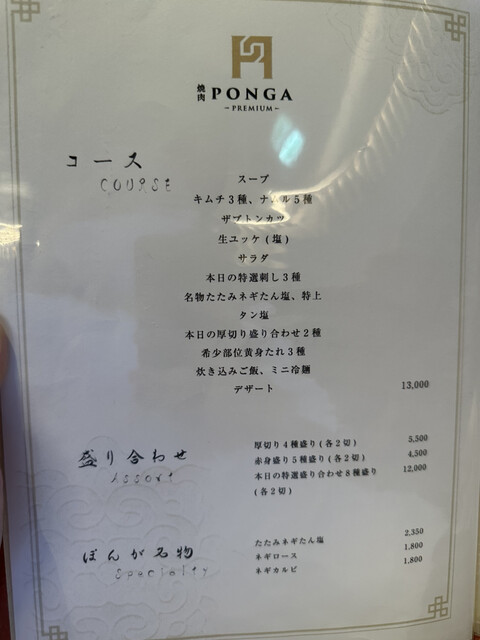 焼肉 PONGA
PREMIUM
コース
COURSE
スープ
キムチ3種、ナムル5種
ザブトンカツ
生ユッケ(塩)
サラダ
本日の特選刺し3種
名物たたみネギたん塩、特上
タン塩
本日の厚切り盛り合わせ2種
希少部位黄身たれ3種
炊き込みご飯、ミニ冷麺
デザート 13,000
盛り合わせ
Assort
厚切り4種盛り(各2切) 5,500
赤身盛り5種盛り(各2切) 4,500
本日の特選盛り合わせ8種盛り 12,000
(各2切)
ぽんが名物
Specialty
たたみネギたん塩 2,350
ネギロース 1,800
ネギカルビ 1,800